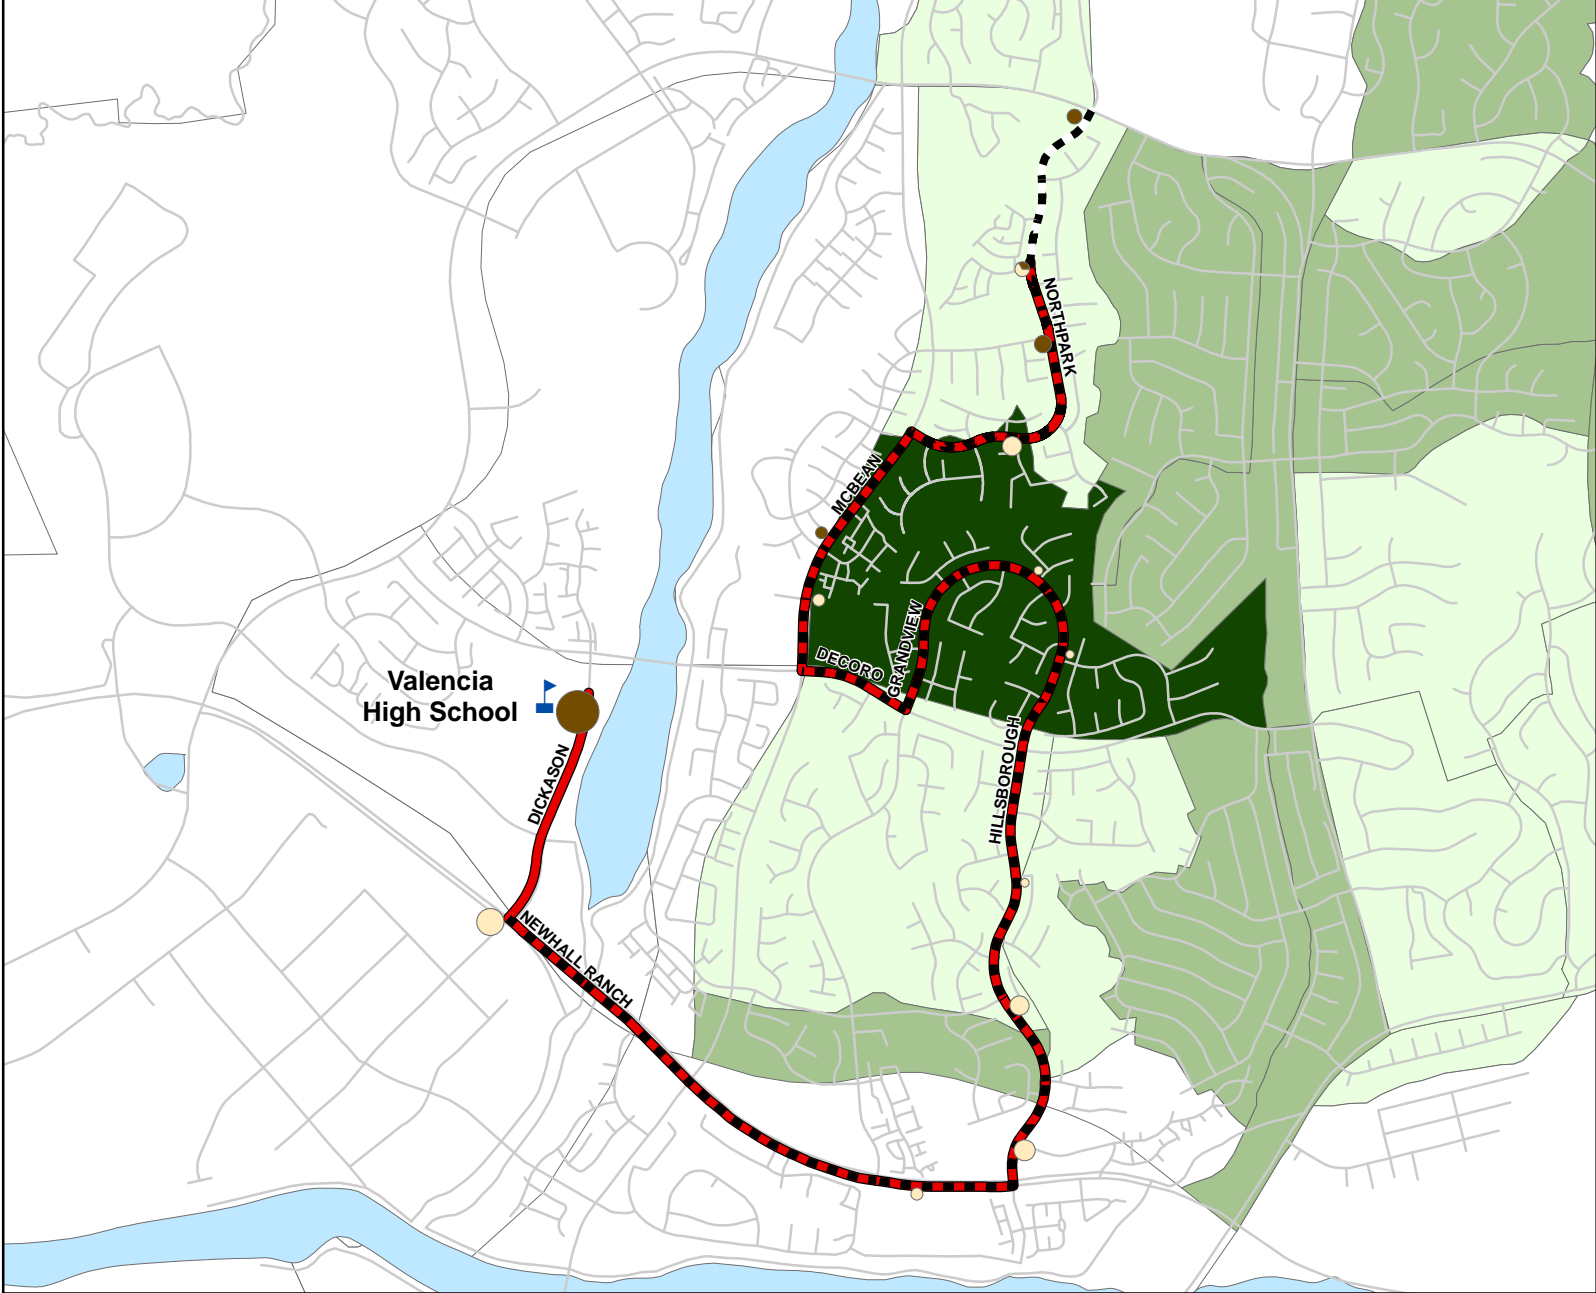 NORTHPARK
MCBEAN
GRANDVIEW
DECORO
Valencia
High School
HILLSBOROUGH
DICKASON
NEWHALL RANCH